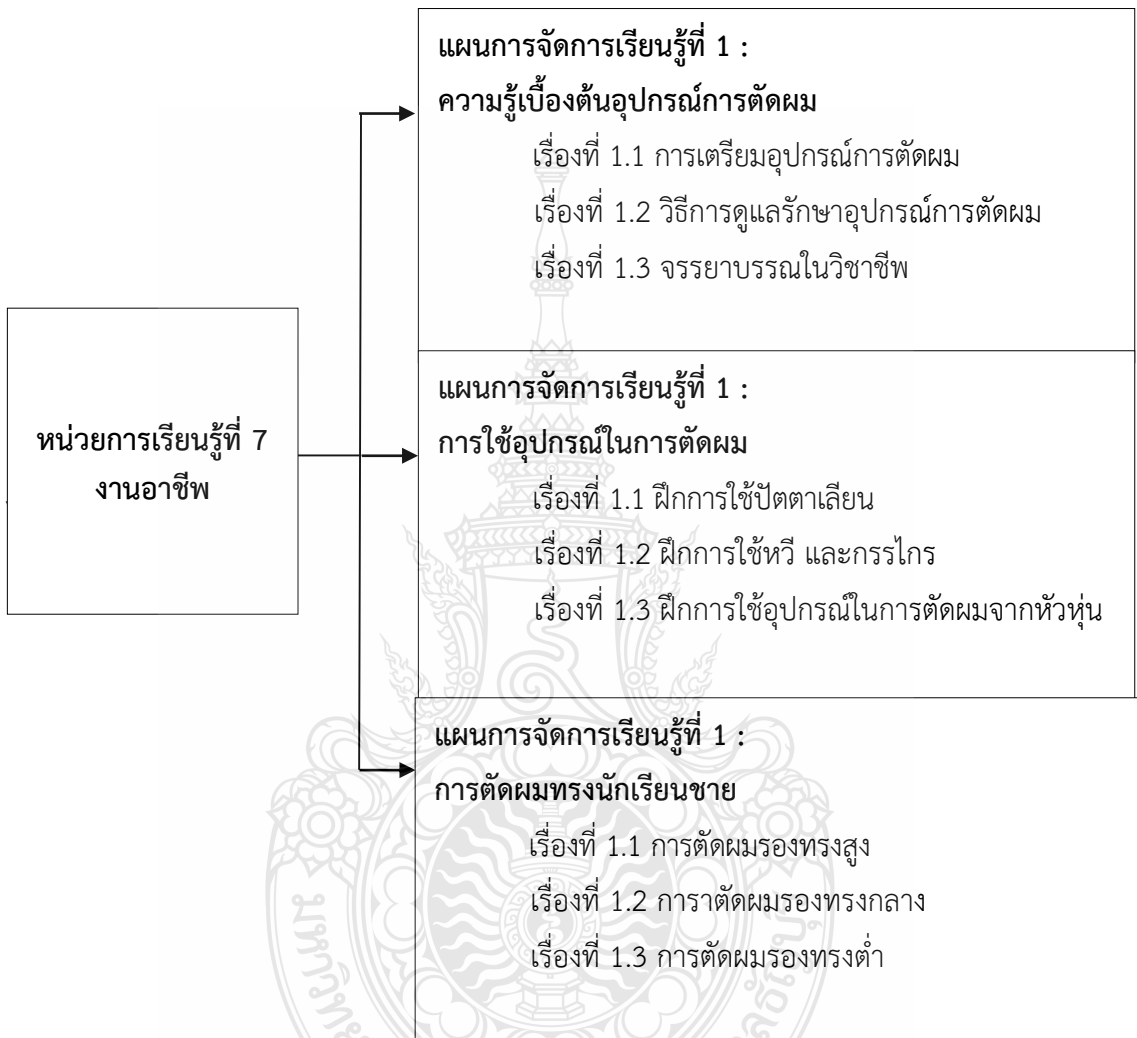 แผนการจัดการเรียนรู้ที่ 1 :
ความรู้เบื้องต้นอุปกรณ์การตัดผม
เรื่องที่ 1.1 การเตรียมอุปกรณ์การตัดผม
เรื่องที่ 1.2 วิธีการดูแลรักษาอุปกรณ์การตัดผม
เรื่องที่ 1.3 จรรยาบรรณในวิชาชีพ
หน่วยการเรียนรู้ที่ 7
งานอาชีพ
แผนการจัดการเรียนรู้ที่ 1 :
การใช้อุปกรณ์ในการตัดผม
เรื่องที่ 1.1 ฝึกการใช้ปัตตาเลียน
เรื่องที่ 1.2 ฝึกการใช้หวี และกรรไกร
เรื่องที่ 1.3 ฝึกการใช้อุปกรณ์ในการตัดผมจากหัวหุ่น
แผนการจัดการเรียนรู้ที่ 1 :
การตัดผมทรงนักเรียนชาย
เรื่องที่ 1.1 การตัดผมรองทรงสูง
เรื่องที่ 1.2 การาตัดผมรองทรงกลาง
เรื่องที่ 1.3 การตัดผมรองทรงต่ำ